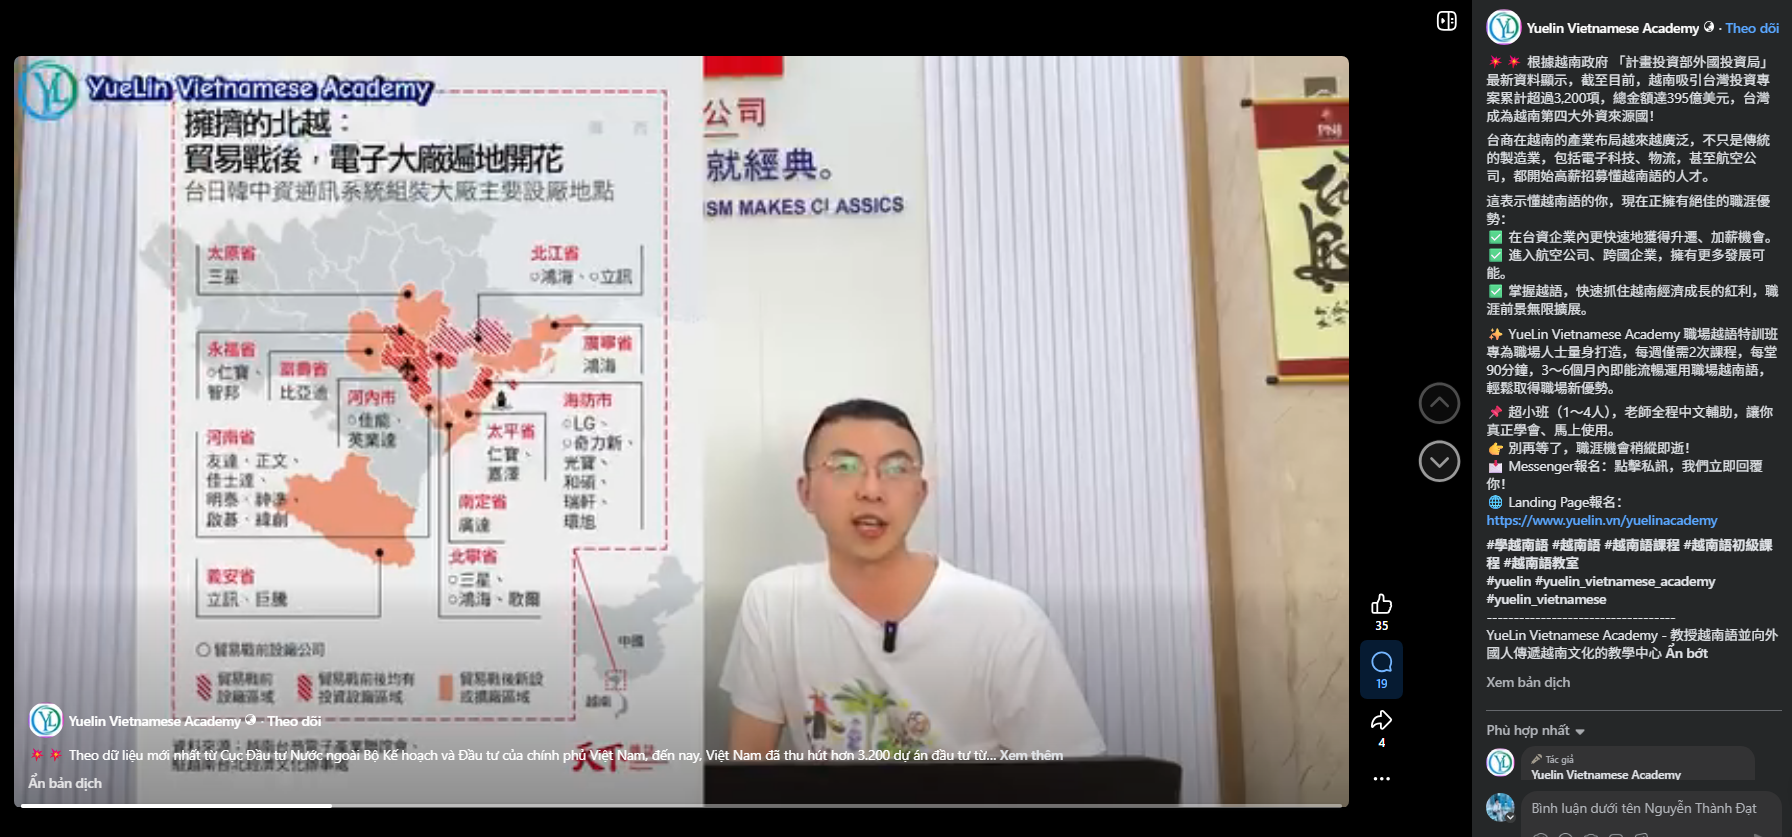 YueLin Vietnamese Academy
擁擠的北越：
貿易戰後，電子大廠遍地開花
台日韓中資通訊系統組裝大廠主要設廠地點
太原省
三星
北江省
○鴻海、○立訊
永福省
○仁寶、
智邦
富壽省
比亞迪
河內市
○佳能、
英業達
廣寧省
鴻海
海防市
○LG、
○奇力新、
光寶、
和碩、
瑞軒、
環旭
太平省
仁寶、
嘉澤
河南省
友達、正文、
佳士達、
明泰、神準、
啟碁、緯創
南定省
廣達
北寧省
○三星、
○鴻海、歌爾
義安省
立訊、巨騰
中國
越南
○貿易戰前設廠公司
貿易戰前
設廠區域
貿易戰前後均有
投資設廠區域
貿易戰後新設
或擴廠區域
公司
就經典。
ISM MAKES CLASSICS
PNJ
Yuelin Vietnamese Academy · Theo dõi
Theo dữ liệu mới nhất từ Cục Đầu tư Nước ngoài Bộ Kế hoạch và Đầu tư của chính phủ Việt Nam, đến nay, Việt Nam đã thu hút hơn 3.200 dự án đầu tư từ... Xem thêm
Ẩn bản dịch
35
19
4
Yuelin Vietnamese Academy · Theo dõi
根據越南政府「計畫投資部外國投資局」
最新資料顯示，截至目前，越南吸引台灣投資專
案累計超過3,200項，總金額達395億美元，台灣
成為越南第四大外資來源國！
台商在越南的產業布局越來越廣泛，不只是傳統
的製造業，包括電子科技、物流，甚至航空公
司，都開始高薪招募懂越南語的人才。
這表示懂越南語的你，現在正擁有絕佳的職涯優
勢：
✅ 在台資企業內更快速地獲得升遷、加薪機會。
✅ 進入航空公司、跨國企業，擁有更多發展可
能。
✅ 掌握越語，快速抓住越南經濟成長的紅利，職
涯前景無限擴展。
✨ YueLin Vietnamese Academy 職場越語特訓班
專為職場人士量身打造，每週僅需2次課程，每堂
90分鐘，3～6個月內即能流暢運用職場越南語，
輕鬆取得職場新優勢。
📌 超小班（1～4人），老師全程中文輔助，讓你
真正學會、馬上使用。
👉 別再等了，職涯機會稍縱即逝！
📩 Messenger報名：點擊私訊，我們立即回覆
你！
🌐 Landing Page報名：
https://www.yuelin.vn/yuelinacademy
#學越南語 #越南語 #越南語課程 #越南語初級課
程 #越南語教室
#yuelin #yuelin_vietnamese_academy
#yuelin_vietnamese
-----------------------------------
YueLin Vietnamese Academy - 教授越南語並向外
國人傳遞越南文化的教學中心 Ẩn bớt
Xem bản dịch
Phù hợp nhất
Tác giả
Yuelin Vietnamese Academy
Bình luận dưới tên Nguyễn Thành Đạt